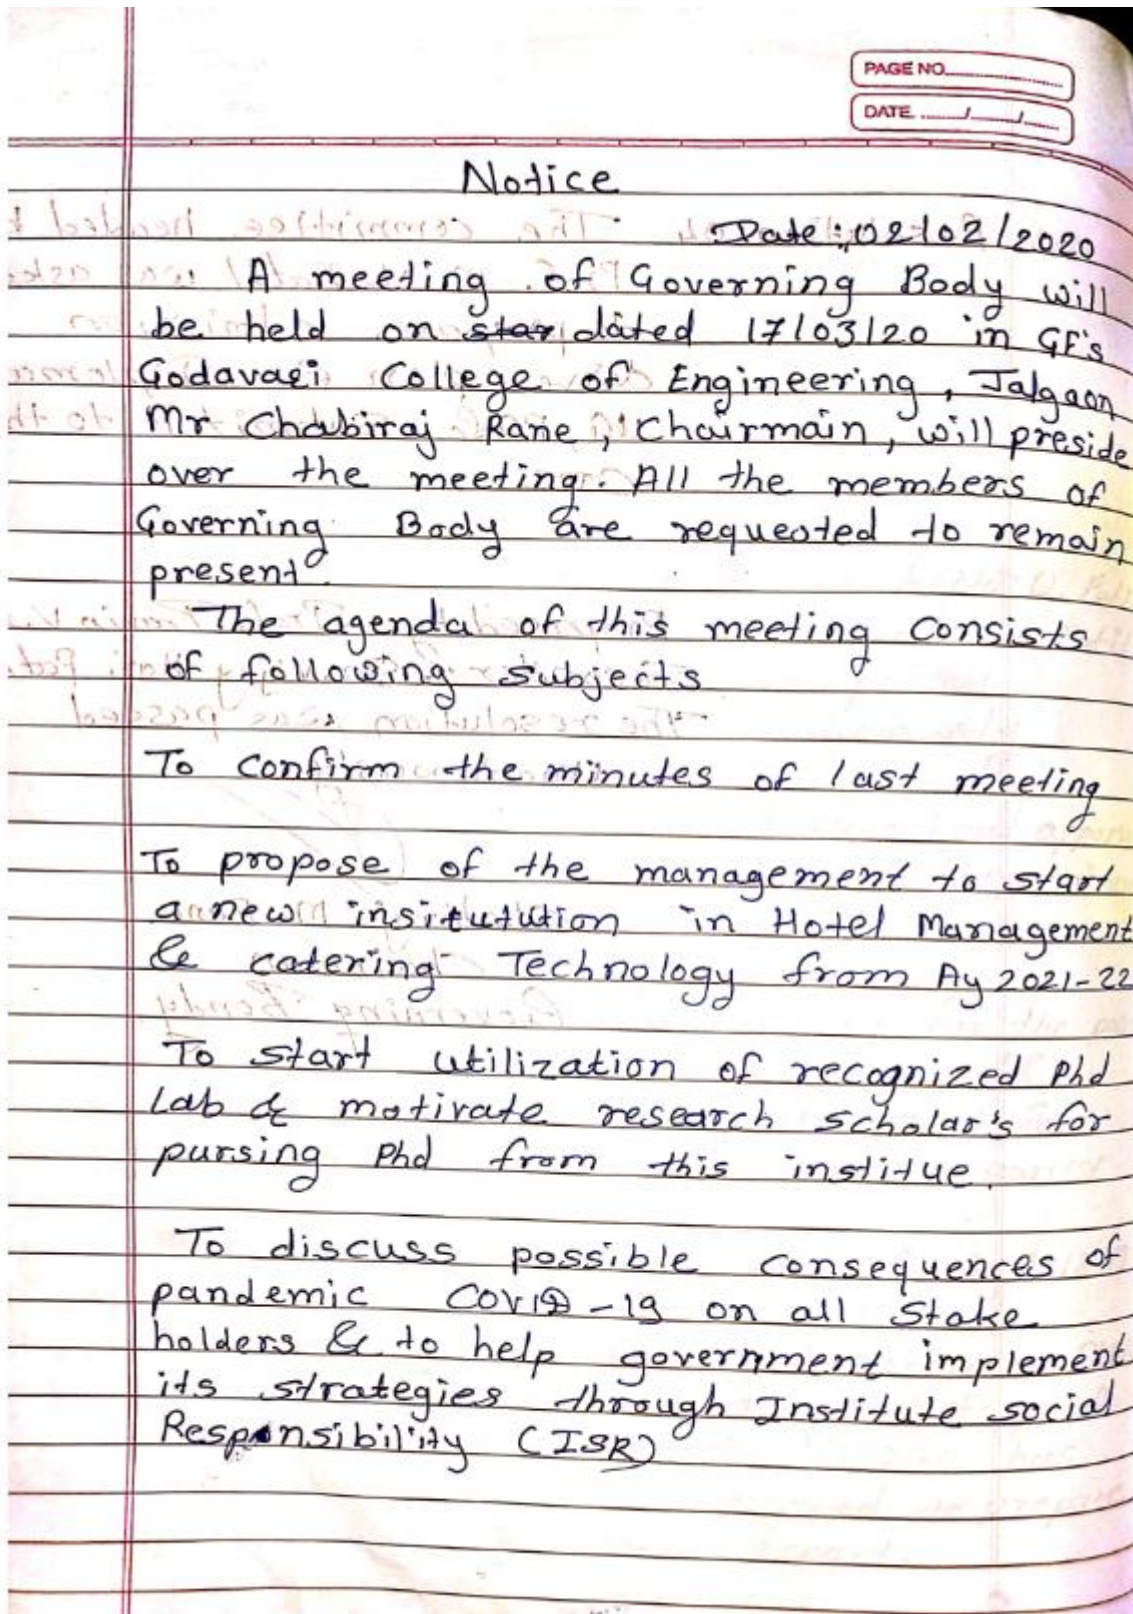 PAGE NO.
DATE / /
Notice
Date: 02/02/2020
A meeting of Governing Body will
be held on star dated 17/03/20 in GF's
Godavari College of Engineering, Jalgaon
Mr Chabiraj Rane, Chairmain, will preside
over the meeting. All the members of
Governing Body are requested to remain
present.
The agenda of this meeting consists
of following subjects
To confirm the minutes of last meeting
To propose of the management to start
a new insitutution in Hotel Management
& catering Technology from Ay 2021-22
To start utilization of recognized Phd
Lab & motivate research scholar's for
pursing Phd from this institue.
To discuss possible consequences of
pandemic COVID-19 on all stake
holders & to help government implement
its strategies through Institute social
Responsibility (ISR)